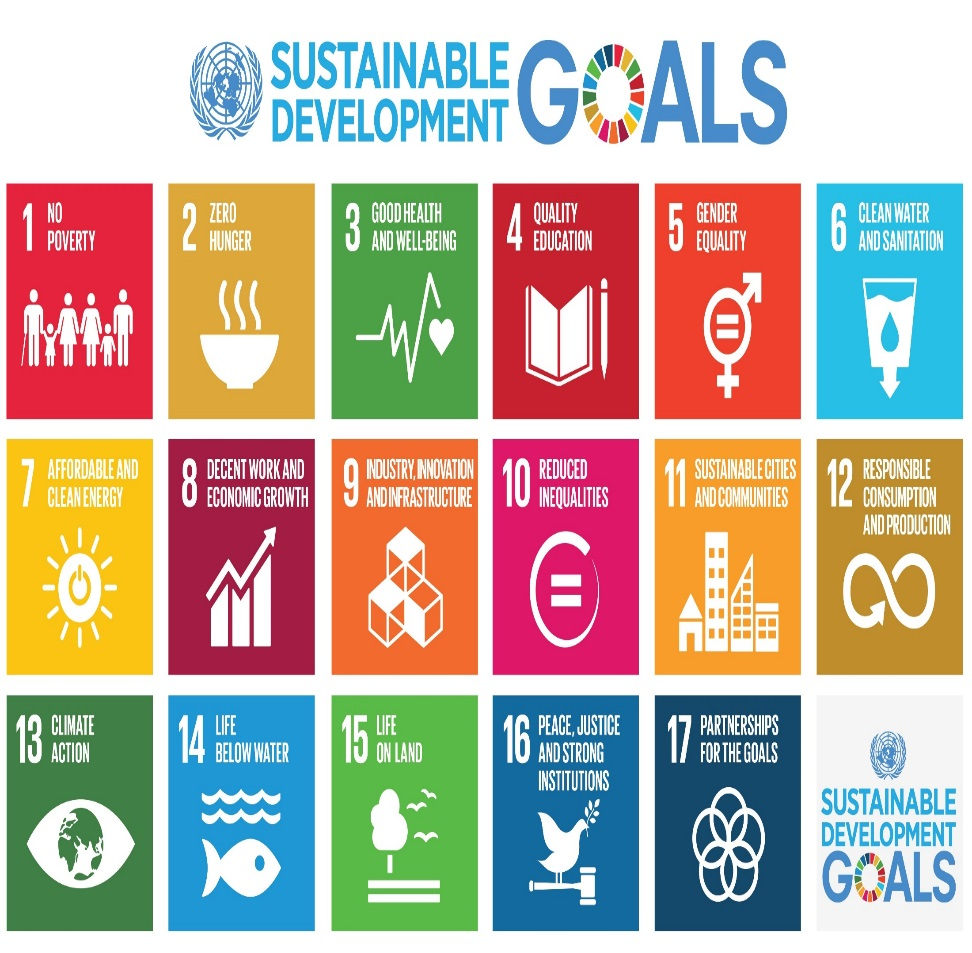 SUSTAINABLE
DEVELOPMENT GOALS
1 NO
POVERTY
2 ZERO
HUNGER
3 GOOD HEALTH
AND WELL-BEING
4 QUALITY
EDUCATION
5 GENDER
EQUALITY
6 CLEAN WATER
AND SANITATION
7 AFFORDABLE AND
CLEAN ENERGY
8 DECENT WORK AND
ECONOMIC GROWTH
9 INDUSTRY, INNOVATION
AND INFRASTRUCTURE
10 REDUCED
INEQUALITIES
11 SUSTAINABLE CITIES
AND COMMUNITIES
12 RESPONSIBLE
CONSUMPTION
AND PRODUCTION
13 CLIMATE
ACTION
14 LIFE
BELOW WATER
15 LIFE
ON LAND
16 PEACE, JUSTICE
AND STRONG
INSTITUTIONS
17 PARTNERSHIPS
FOR THE GOALS
SUSTAINABLE
DEVELOPMENT
GOALS